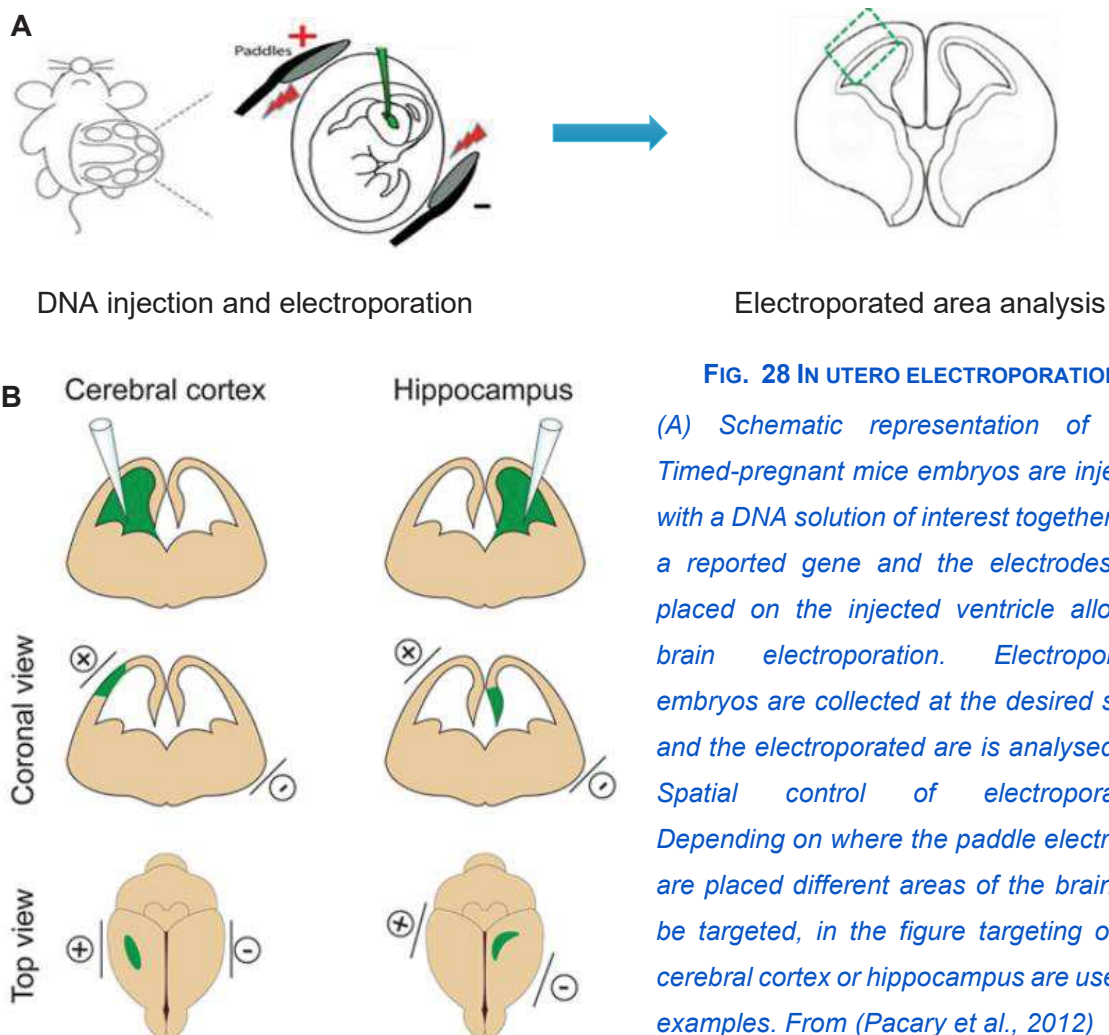 A
Paddles
+
-
DNA injection and electroporation
Electroporated area analysis
B
Cerebral cortex
Hippocampus
Coronal view
+
-
+
-
Top view
+
-
+
-
FIG. 28 IN UTERO ELECTROPORATION
(A) Schematic representation of
Timed-pregnant mice embryos are inje
with a DNA solution of interest together
a reported gene and the electrodes
placed on the injected ventricle allo
brain electroporation. Electropor
embryos are collected at the desired s
and the electroporated are is analysed
Spatial control of electropora
Depending on where the paddle electr
are placed different areas of the brain
be targeted, in the figure targeting o
cerebral cortex or hippocampus are use
examples. From (Pacary et al., 2012)